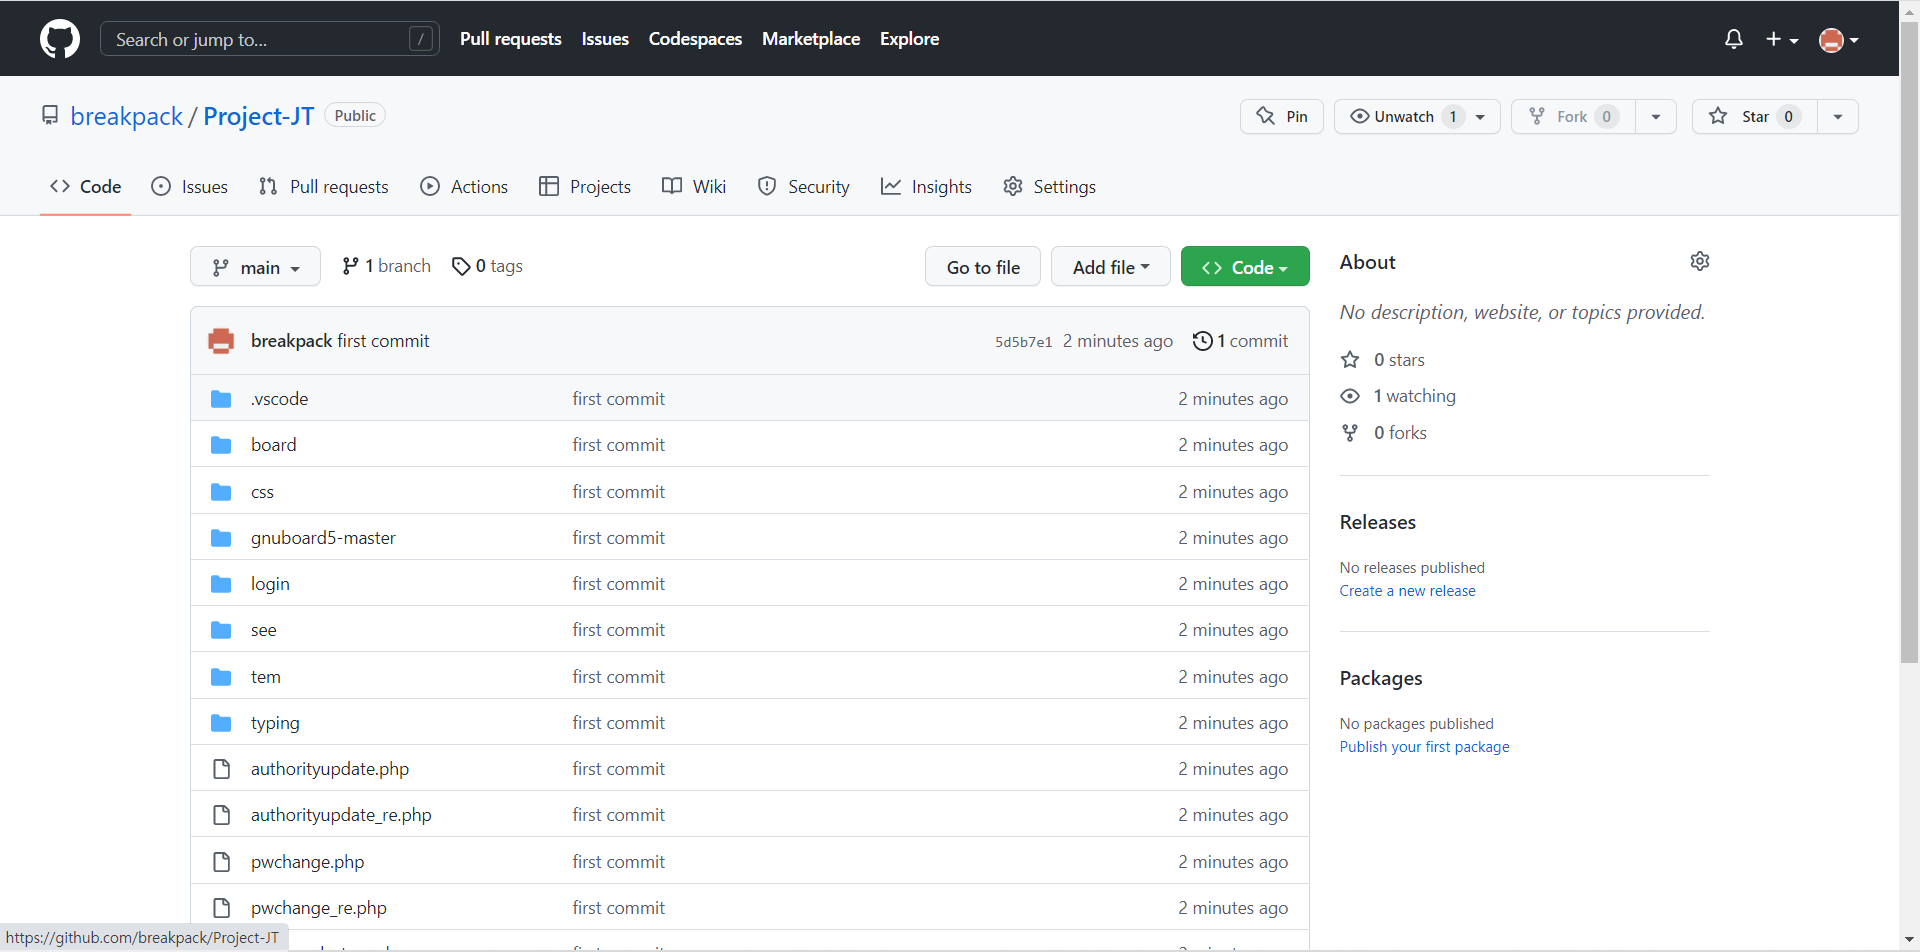 Search or jump to... /
Pull requests Issues Codespaces Marketplace Explore
breakpack / Project-JT Public
Pin Unwatch 1 Fork 0 Star 0
Code Issues Pull requests Actions Projects Wiki Security Insights Settings
main 1 branch 0 tags Go to file Add file Code
breakpack first commit 5d5b7e1 2 minutes ago 1 commit
.vscode first commit 2 minutes ago
board first commit 2 minutes ago
css first commit 2 minutes ago
gnuboard5-master first commit 2 minutes ago
login first commit 2 minutes ago
see first commit 2 minutes ago
tem first commit 2 minutes ago
typing first commit 2 minutes ago
authorityupdate.php first commit 2 minutes ago
authorityupdate_re.php first commit 2 minutes ago
pwchange.php first commit 2 minutes ago
pwchange_re.php first commit 2 minutes ago
About
No description, website, or topics provided.
0 stars
1 watching
0 forks
Releases
No releases published
Create a new release
Packages
No packages published
Publish your first package
https://github.com/breakpack/Project-JT